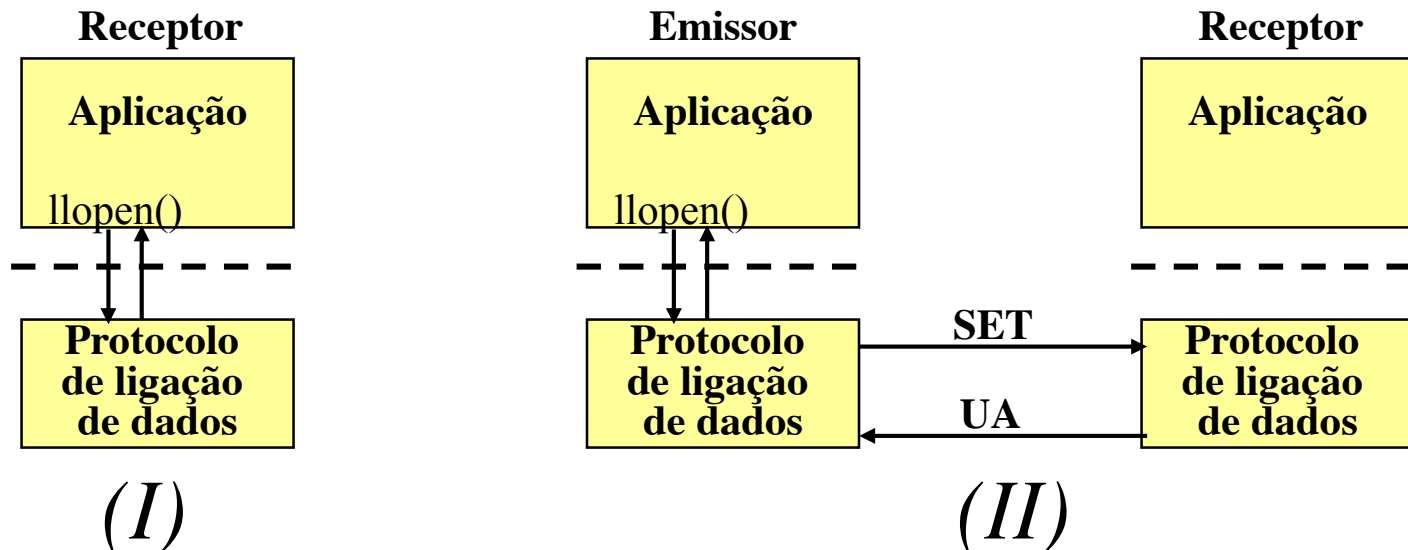 Receptor
Aplicação
llopen()
Protocolo
de ligação
de dados
(I)
Emissor
Aplicação
llopen()
Protocolo
de ligação
de dados
SET
UA
Receptor
Aplicação
Protocolo
de ligação
de dados
(II)